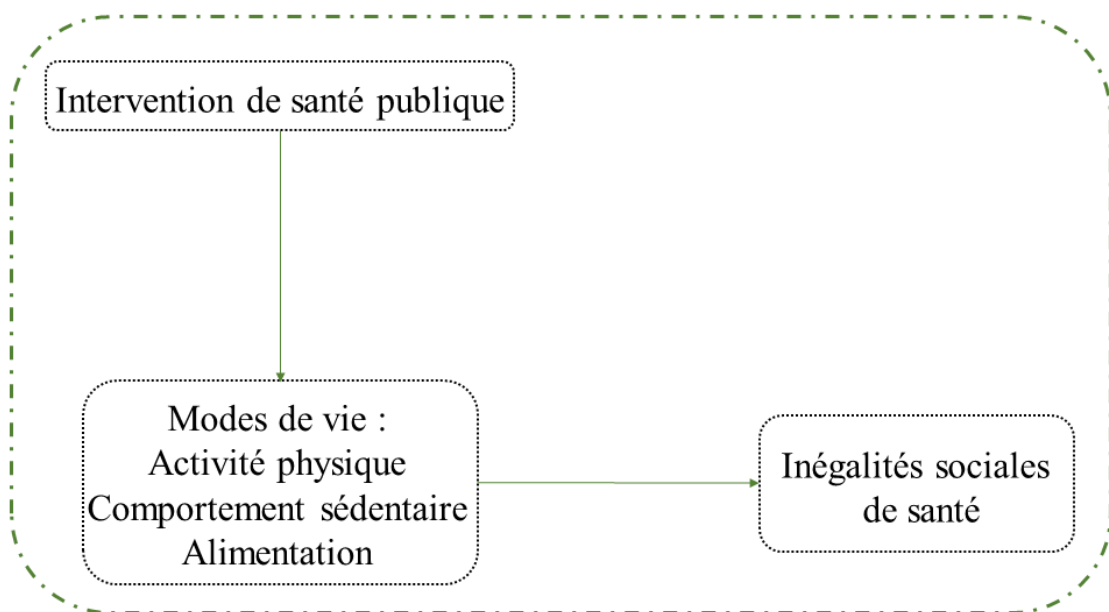 Intervention de santé publique
Modes de vie :
Activité physique
Comportement sédentaire
Alimentation
Inégalités sociales
de santé